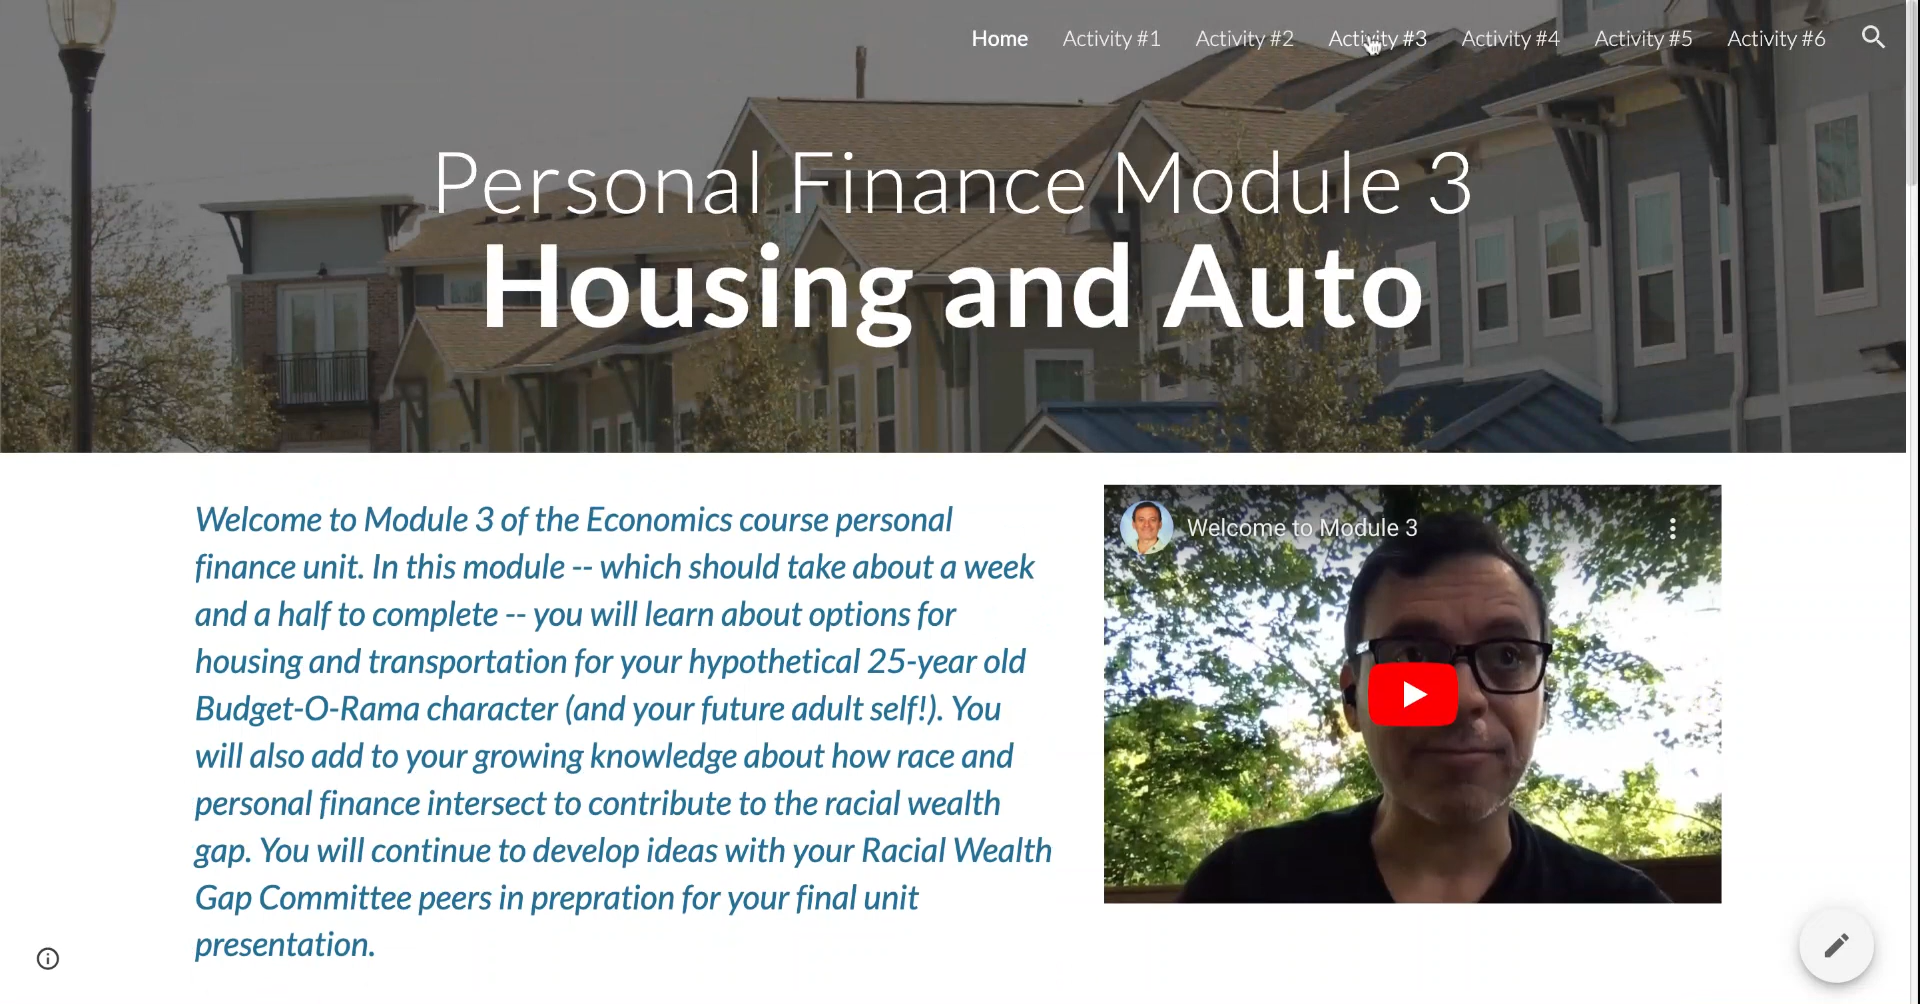 Home Activity #1 Activity #2 Activity #3 Activity #4 Activity #5 Activity #6
Personal Finance Module 3
Housing and Auto
Welcome to Module 3 of the Economics course personal
finance unit. In this module -- which should take about a week
and a half to complete -- you will learn about options for
housing and transportation for your hypothetical 25-year old
Budget-O-Rama character (and your future adult self!). You
will also add to your growing knowledge about how race and
personal finance intersect to contribute to the racial wealth
gap. You will continue to develop ideas with your Racial Wealth
Gap Committee peers in prepration for your final unit
presentation.
Welcome to Module 3